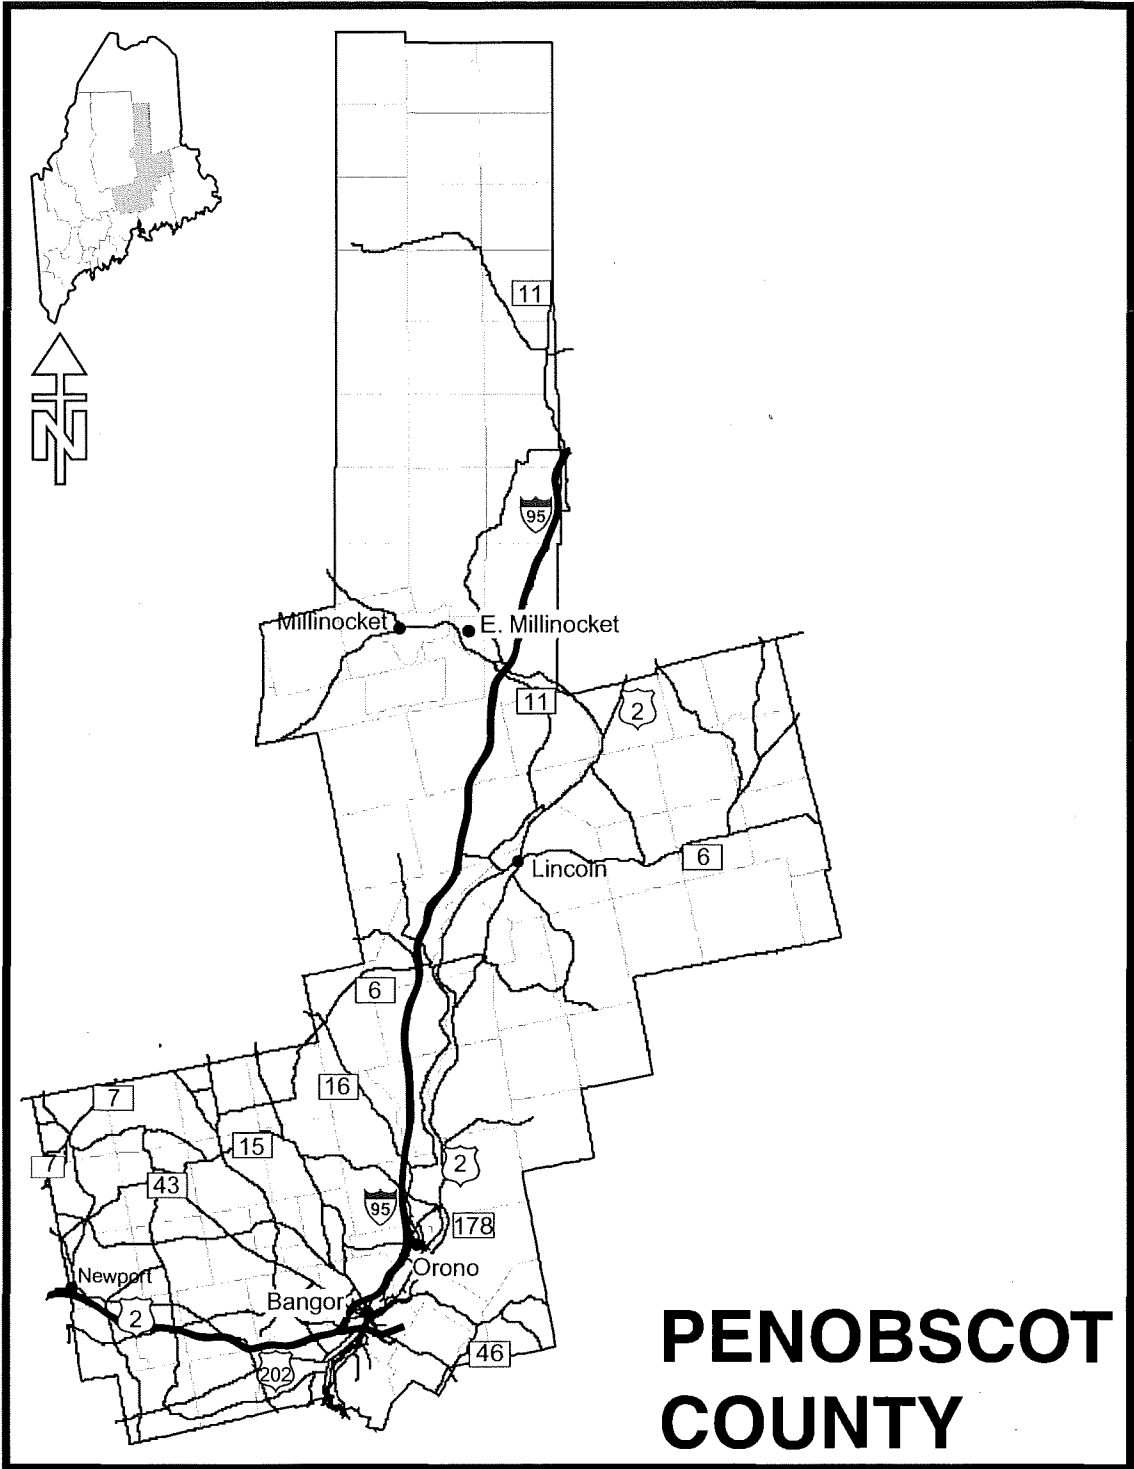 11
95
Millinocket
E. Millinocket
11
2
6
Lincoln
6
16
7
15
7
2
43
95
178
Orono
Newport
Bangor
2
46
202
N
PENOBSCOT
COUNTY